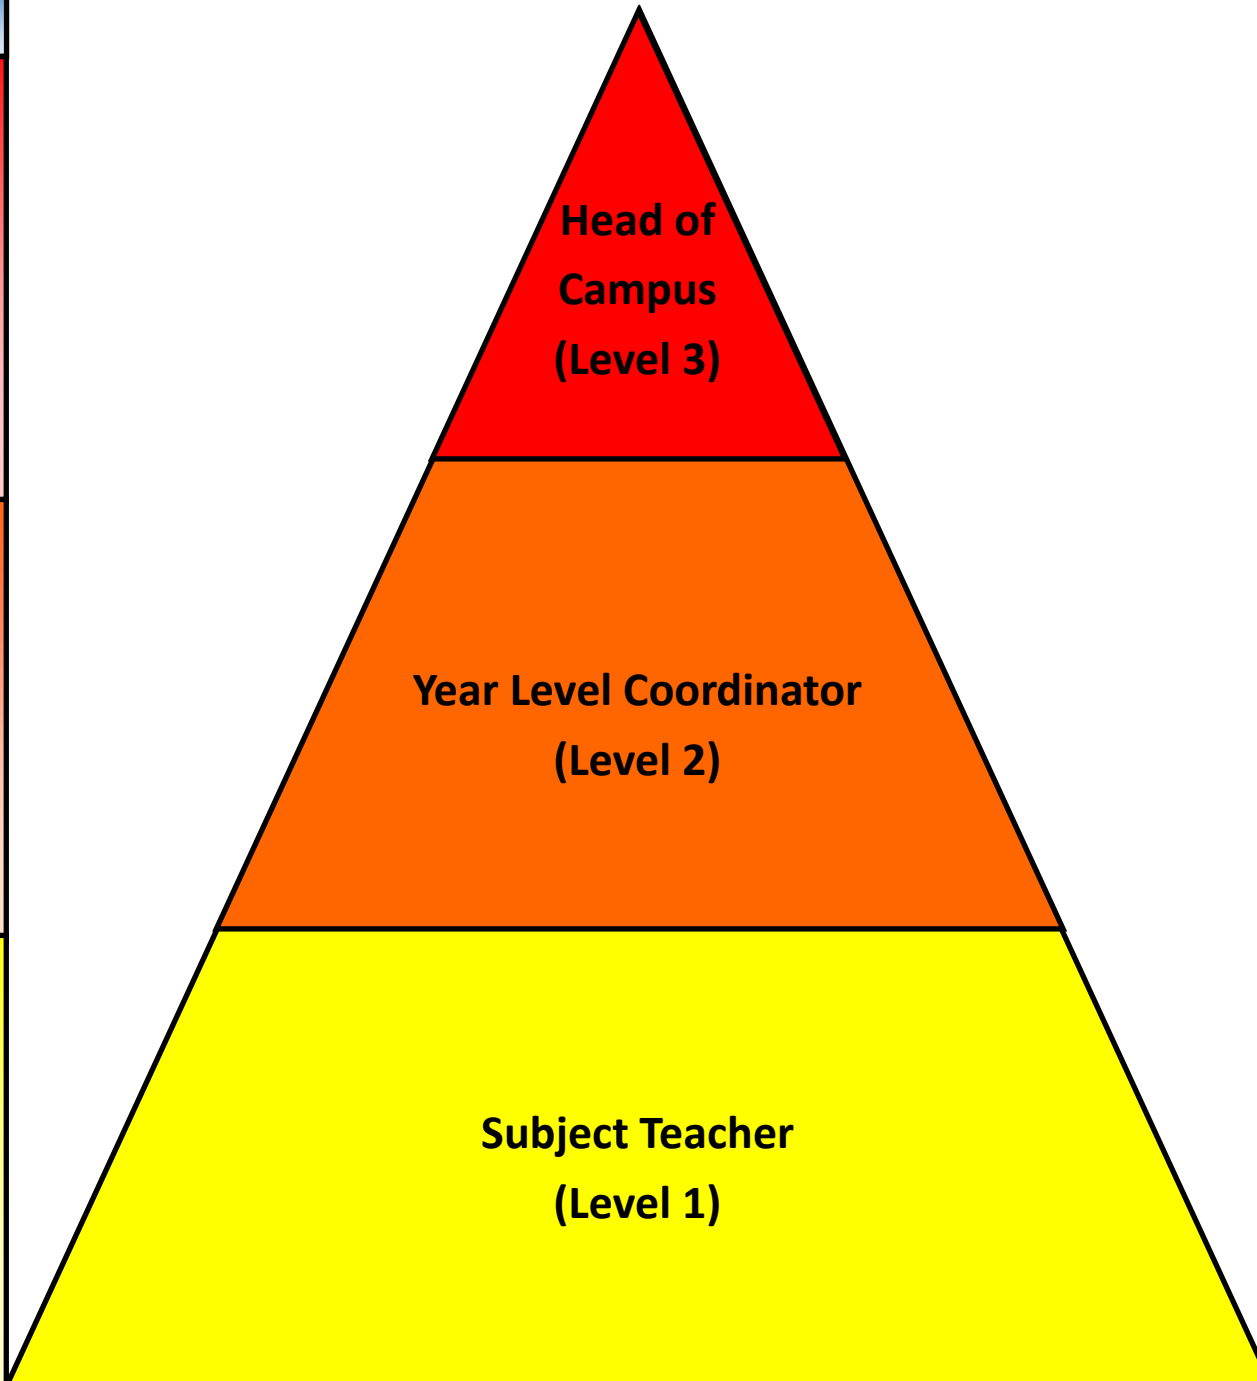 Head of
Campus
(Level 3)
Year Level Coordinator
(Level 2)
Subject Teacher
(Level 1)